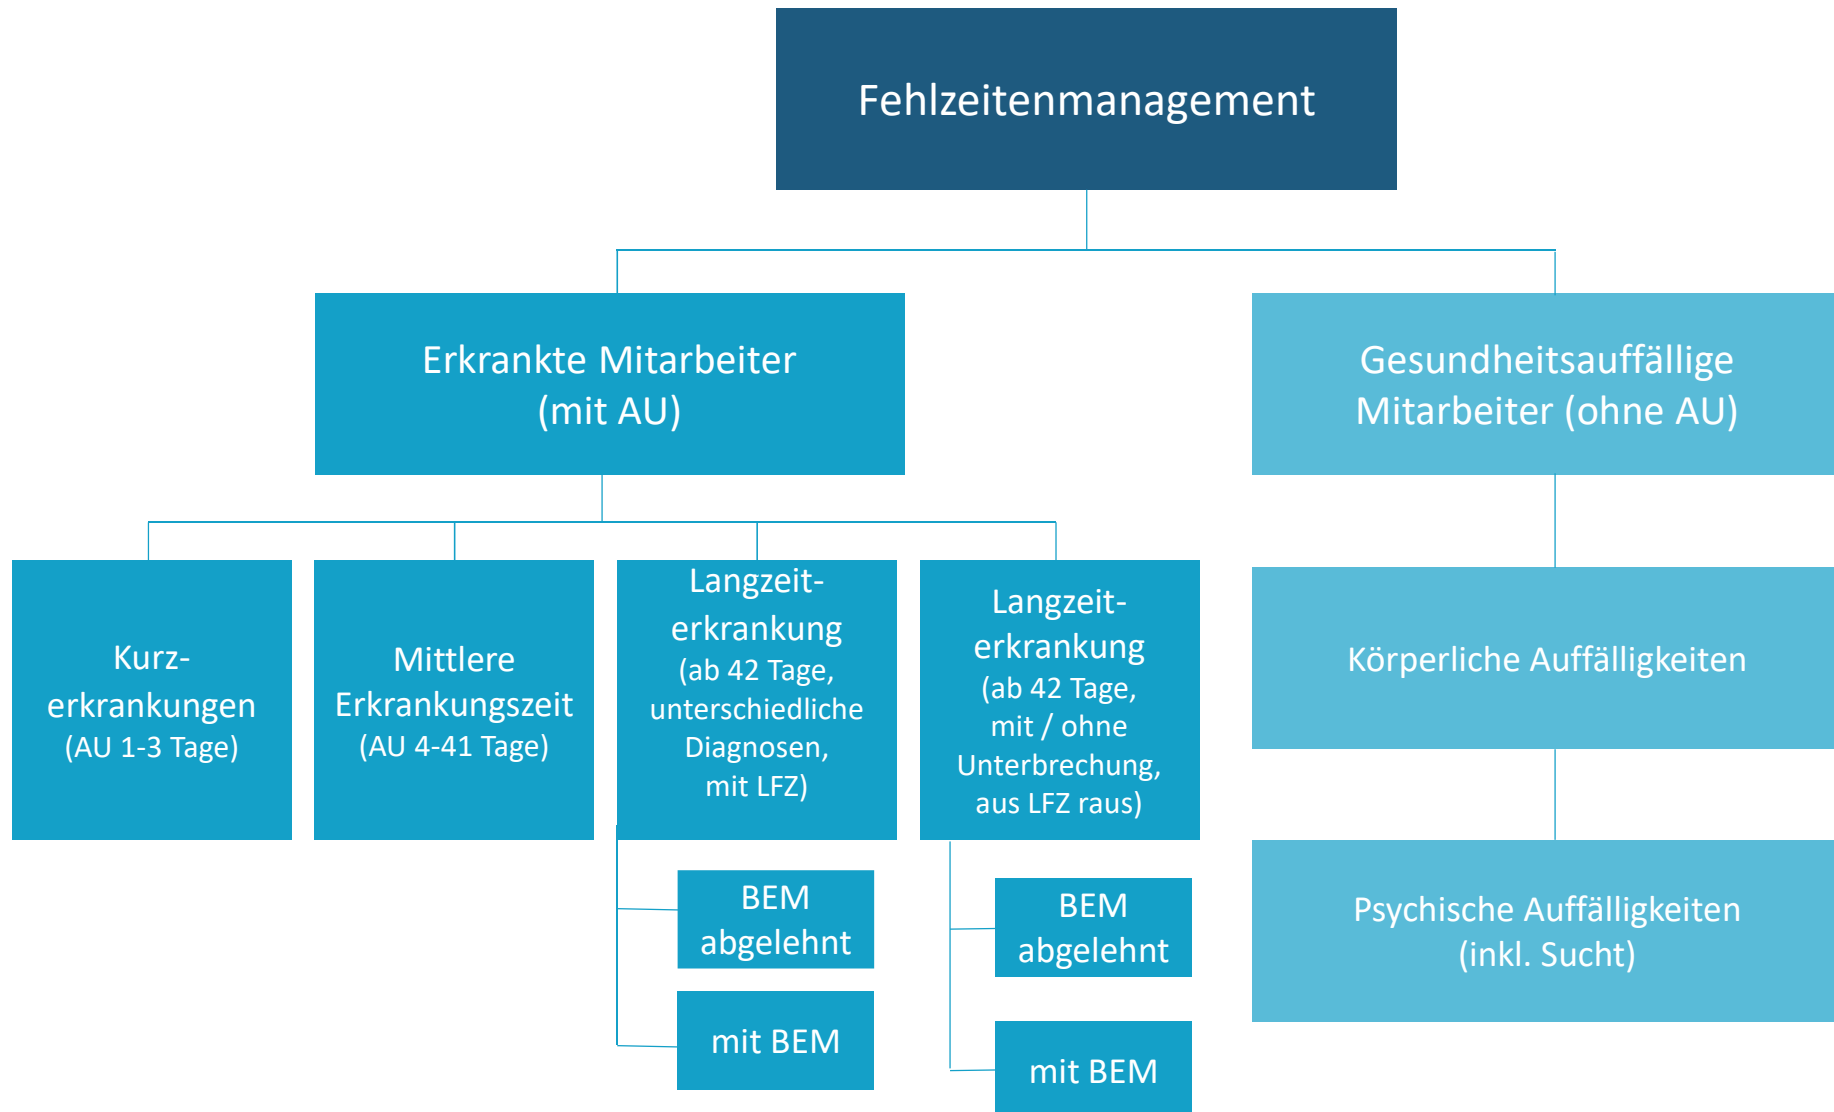 Fehlzeitenmanagement
Erkrankte Mitarbeiter
(mit AU)
Gesundheitsauffällige
Mitarbeiter (ohne AU)
Kurz-
erkrankungen
(AU 1-3 Tage)
Mittlere
Erkrankungszeit
(AU 4-41 Tage)
Langzeit-
erkrankung
(ab 42 Tage,
unterschiedliche
Diagnosen,
mit LFZ)
Langzeit-
erkrankung
(ab 42 Tage,
mit / ohne
Unterbrechung,
aus LFZ raus)
Körperliche Auffälligkeiten
BEM
abgelehnt
mit BEM
BEM
abgelehnt
mit BEM
Psychische Auffälligkeiten
(inkl. Sucht)